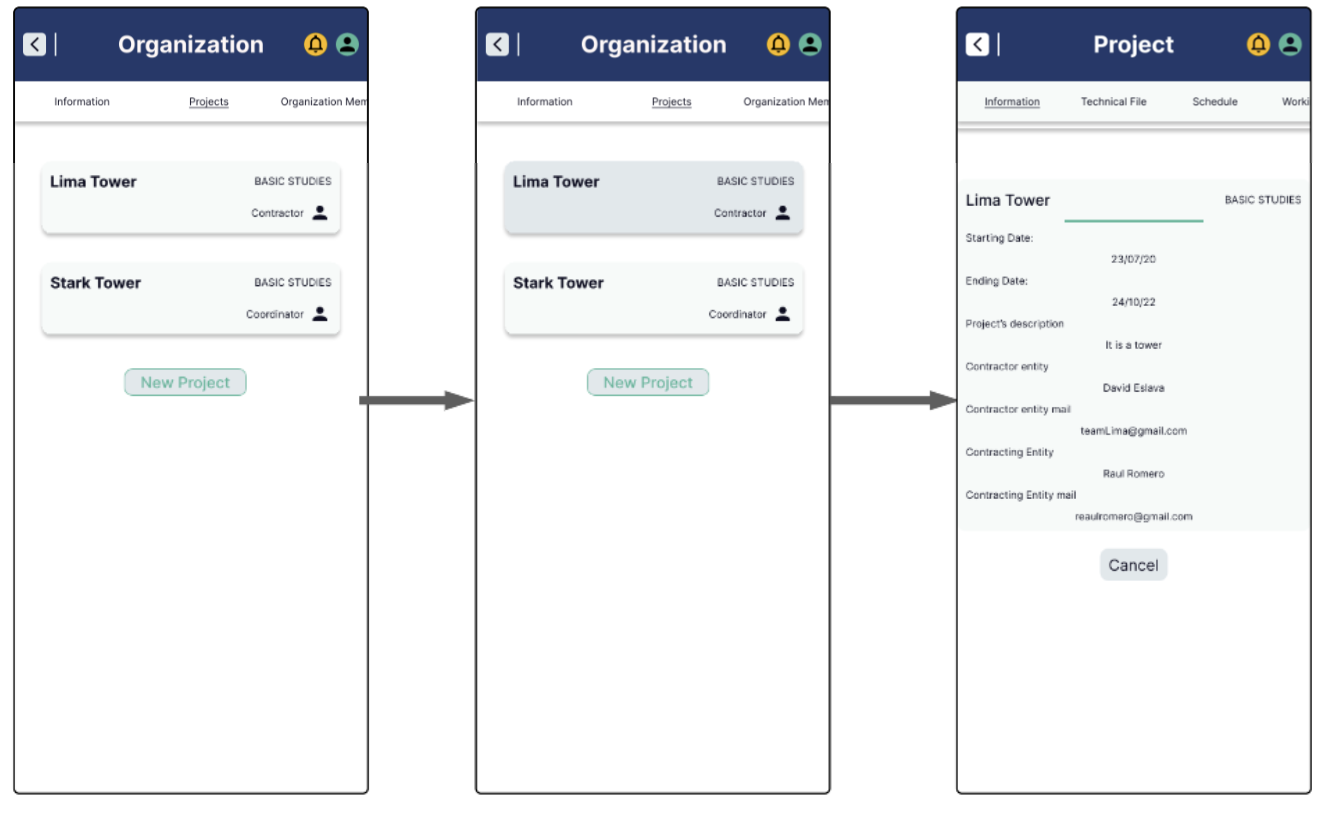 Organization
Information Projects Organization Mem
Lima Tower BASIC STUDIES
Contractor
Stark Tower BASIC STUDIES
Coordinator
New Project
Organization
Information Projects Organization Mem
Lima Tower BASIC STUDIES
Contractor
Stark Tower BASIC STUDIES
Coordinator
New Project
Project
Information Technical File Schedule Worki
Lima Tower BASIC STUDIES
Starting Date:
23/07/20
Ending Date:
24/10/22
Project's description
It is a tower
Contractor entity
David Eslava
Contractor entity mail
teamLima@gmail.com
Contracting Entity
Raul Romero
Contracting Entity mail
reaulromero@gmail.com
Cancel